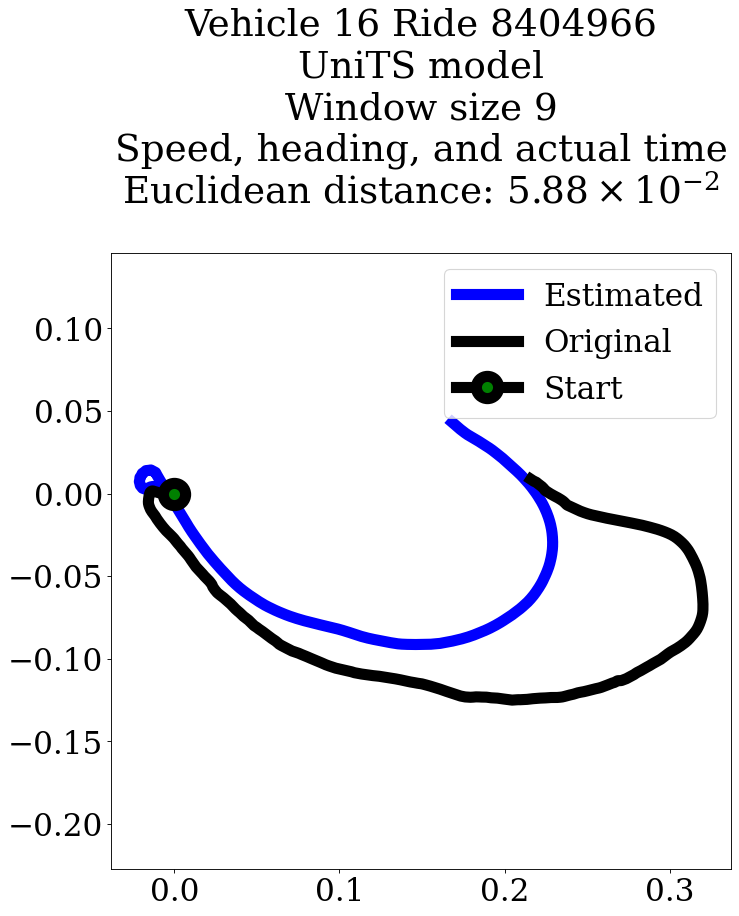 Vehicle 16 Ride 8404966
UniTS model
Window size 9
Speed, heading, and actual time
Euclidean distance: 5.88 × 10⁻²
Estimated
Original
Start
0.10
0.05
0.00
−0.05
−0.10
−0.15
−0.20
0.0 0.1 0.2 0.3